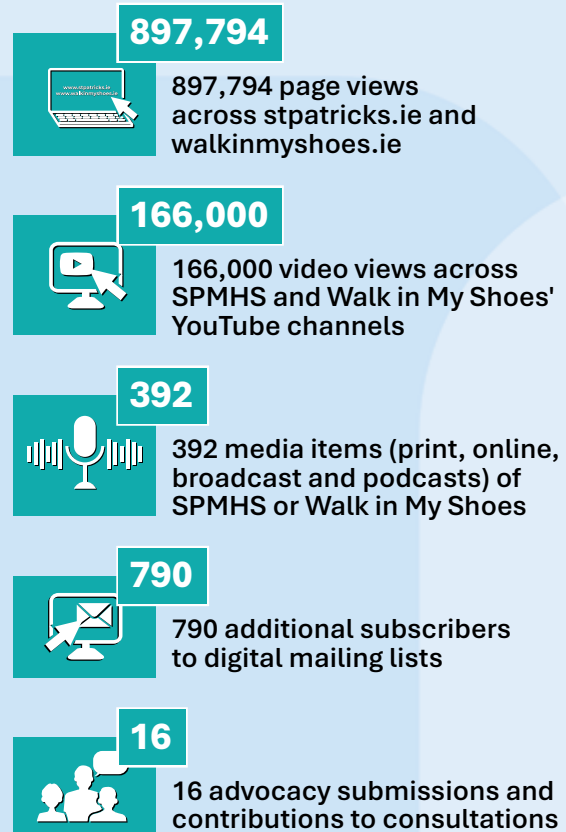 897,794
www.stpatricks.ie
www.walkinmyshoes.ie
897,794 page views
across stpatricks.ie and
walkinmyshoes.ie
166,000
166,000 video views across
SPMHS and Walk in My Shoes'
YouTube channels
392
392 media items (print, online,
broadcast and podcasts) of
SPMHS or Walk in My Shoes
790
790 additional subscribers
to digital mailing lists
16
16 advocacy submissions and
contributions to consultations